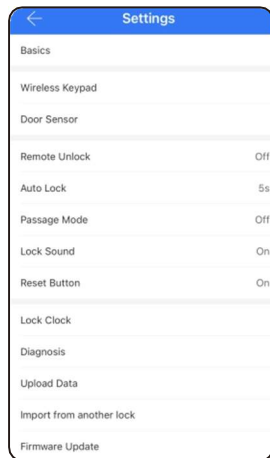 Settings
Basics
Wireless Keypad
Door Sensor
Remote Unlock Off
Auto Lock 5s
Passage Mode Off
Lock Sound On
Reset Button On
Lock Clock
Diagnosis
Upload Data
Import from another lock
Firmware Update